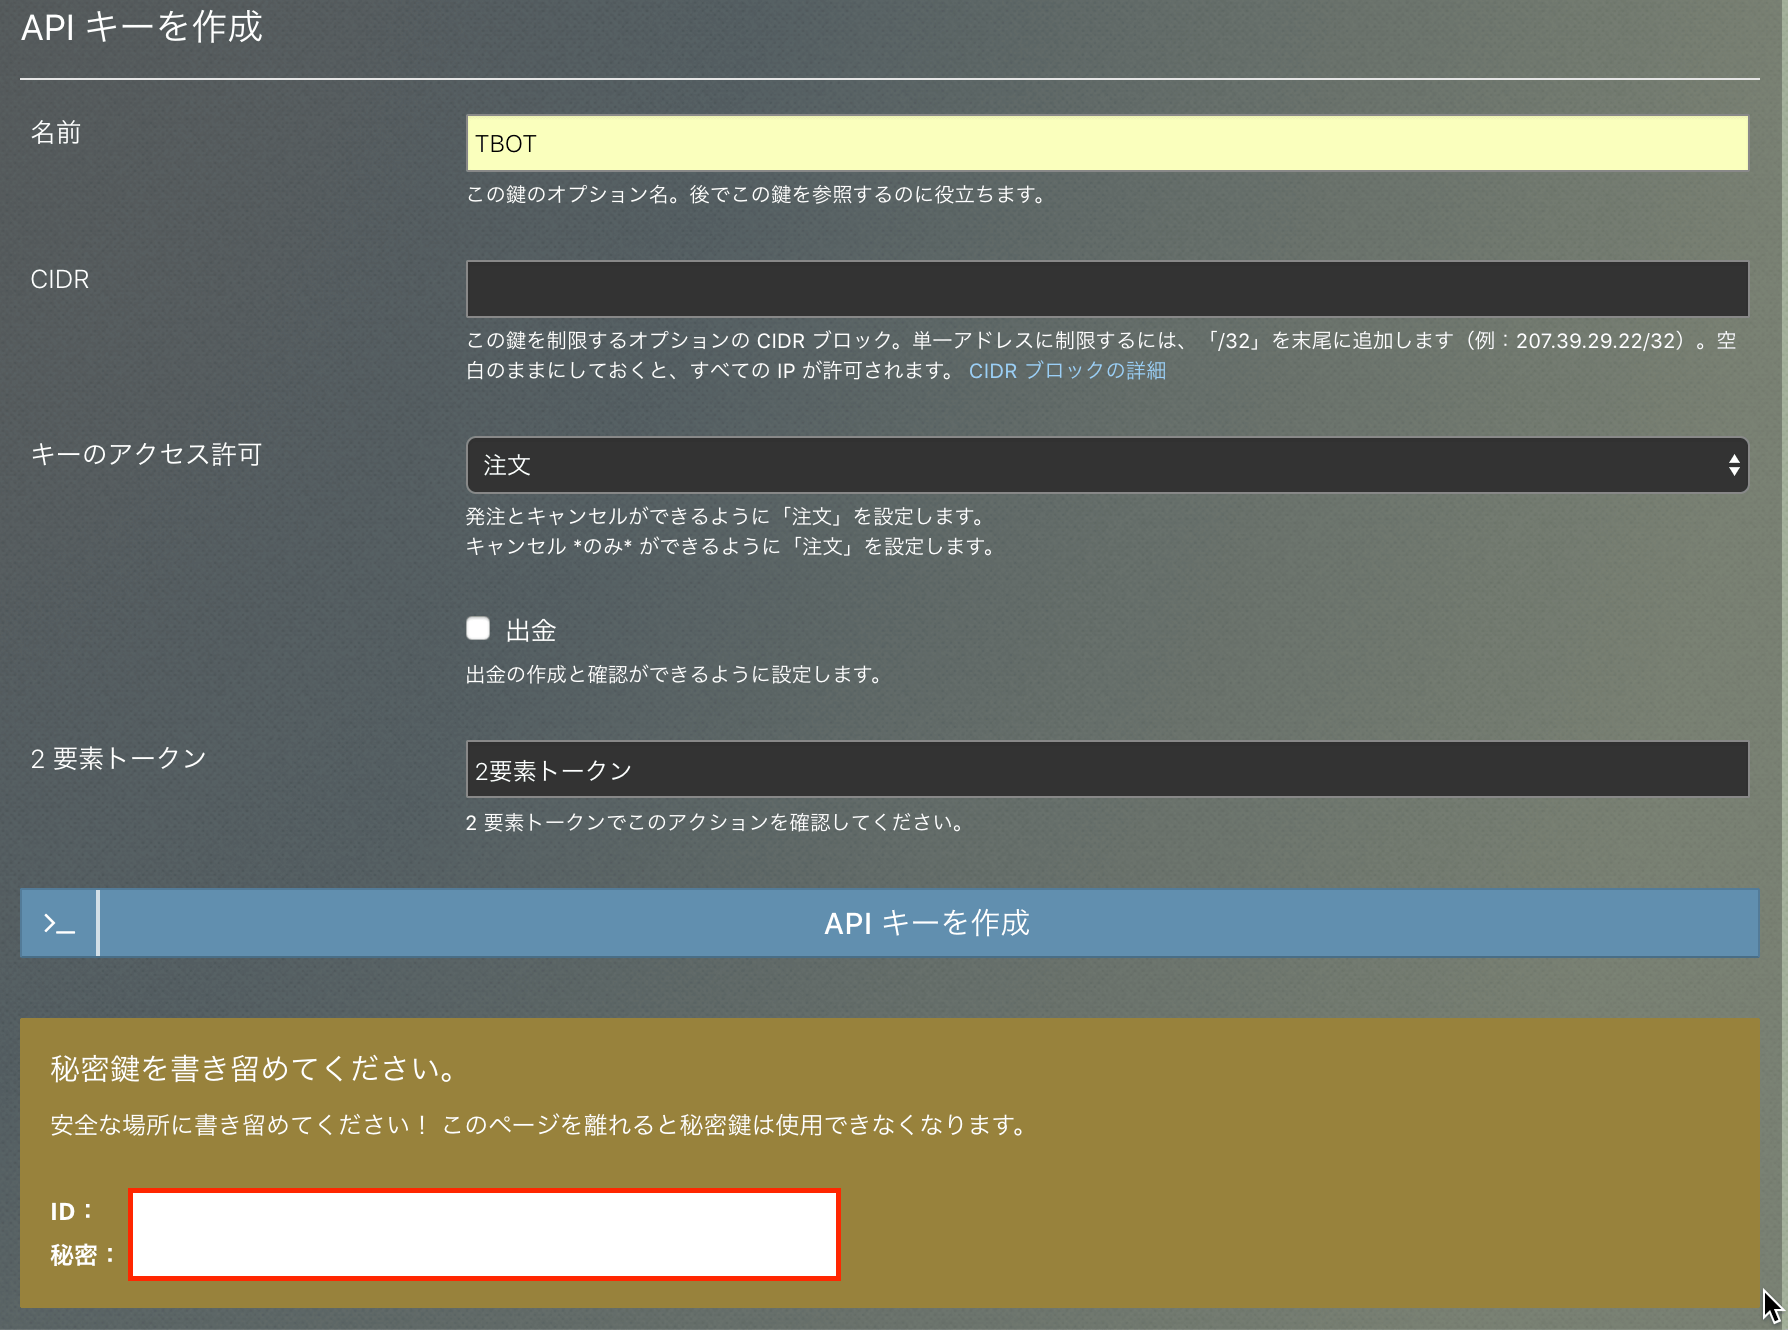 API キーを作成
名前
TBOT
この鍵のオプション名。後でこの鍵を参照するのに役立ちます。
CIDR
この鍵を制限するオプションの CIDR ブロック。単一アドレスに制限するには、「/32」を末尾に追加します（例：207.39.29.22/32）。空
白のままにしておくと、すべての IP が許可されます。 CIDR ブロックの詳細
キーのアクセス許可
注文
発注とキャンセルができるように「注文」を設定します。
キャンセル *のみ* ができるように「注文」を設定します。
出金
出金の作成と確認ができるように設定します。
2 要素トークン
2要素トークン
2 要素トークンでこのアクションを確認してください。
>_ API キーを作成
秘密鍵を書き留めてください。
安全な場所に書き留めてください！ このページを離れると秘密鍵は使用できなくなります。
ID：
秘密：